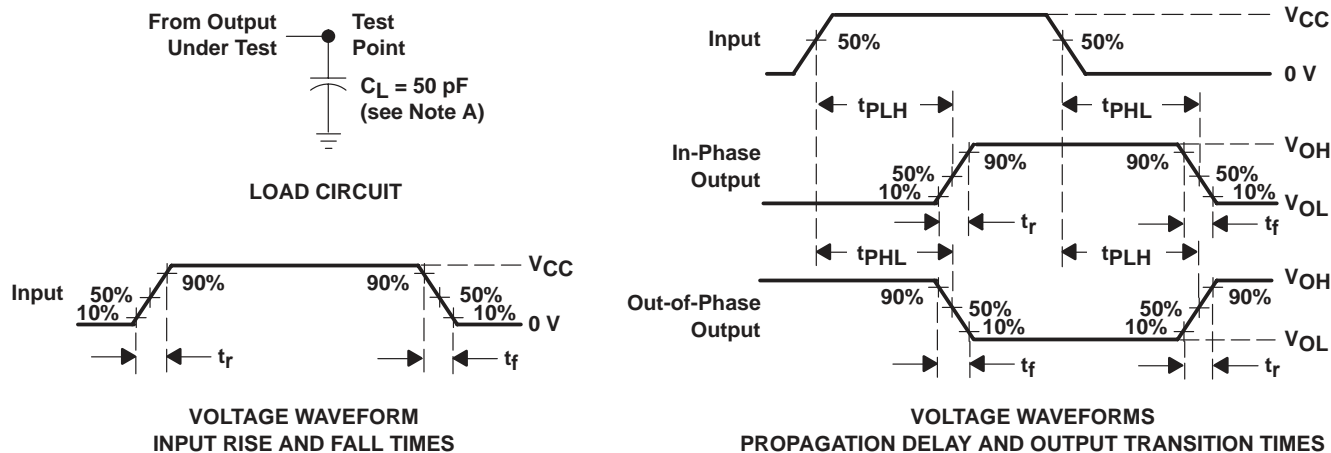 From Output
Under Test
Test
Point
CL = 50 pF
(see Note A)
LOAD CIRCUIT
Input
50%
10%
90%
90%
50%
10%
VCC
0 V
tr
tf
VOLTAGE WAVEFORM
INPUT RISE AND FALL TIMES
Input
50%
50%
VCC
0 V
tPLH
tPHL
In-Phase
Output
50%
10%
90%
90%
50%
10%
VOH
VOL
tr
tf
tPHL
tPLH
Out-of-Phase
Output
90%
50%
10%
50%
10%
90%
VOH
VOL
tf
tr
VOLTAGE WAVEFORMS
PROPAGATION DELAY AND OUTPUT TRANSITION TIMES